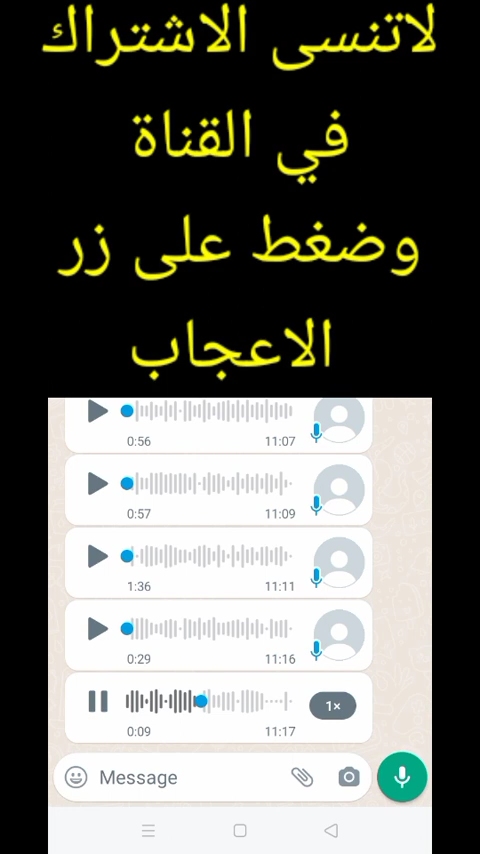 لاتنسى الاشتراك
في القناة
وضغط على زر
الاعجاب
0:56 11:07
0:57 11:09
1:36 11:11
0:29 11:16
1×
0:09 11:17
Message